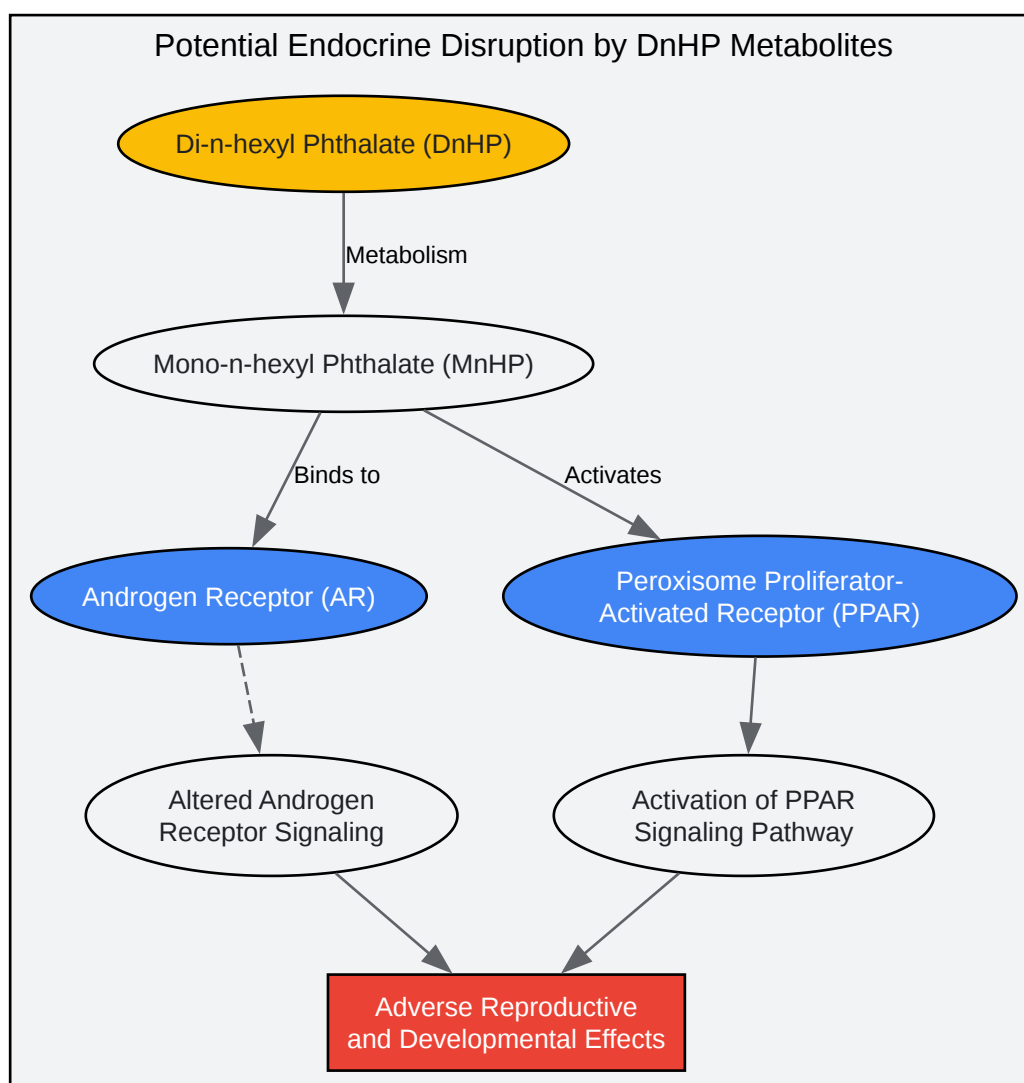 Potential Endocrine Disruption by DnHP Metabolites
Di-n-hexyl Phthalate (DnHP)
Metabolism
Mono-n-hexyl Phthalate (MnHP)
Binds to
Activates
Androgen Receptor (AR)
Peroxisome Proliferator-
Activated Receptor (PPAR)
Altered Androgen
Receptor Signaling
Activation of PPAR
Signaling Pathway
Adverse Reproductive
and Developmental Effects